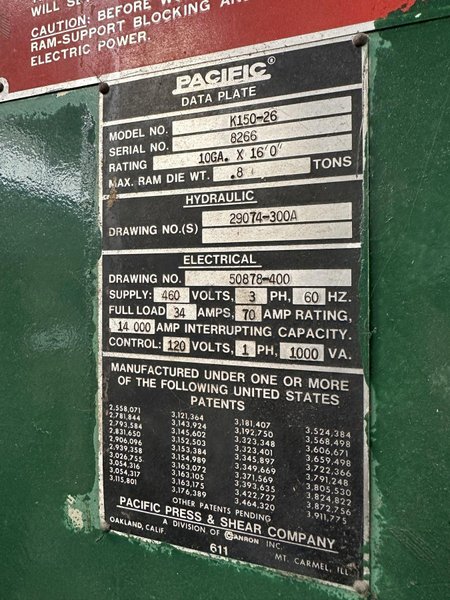 WILL
CAUTION: BEFORE
RAM-SUPPORT BLOCKING AND
ELECTRIC POWER.
PACIFIC®
DATA PLATE
MODEL NO. K150-26
SERIAL NO. 8266
RATING 10GA. X 16'0" TONS
MAX. RAM DIE WT. .8
HYDRAULIC
DRAWING NO.(S) 29074-300A
ELECTRICAL
DRAWING NO. 50878-400
SUPPLY: 460 VOLTS, 3 PH, 60 HZ.
FULL LOAD 34 AMPS, 70 AMP RATING,
14 000 AMP INTERRUPTING CAPACITY.
CONTROL: 120 VOLTS, 1 PH, 1000 VA.
MANUFACTURED UNDER ONE OR MORE
OF THE FOLLOWING UNITED STATES
PATENTS
2,558,071 3,121,364 3,181,407 3,524,384
2,781,844 3,143,924 3,192,750 3,568,498
2,793,584 3,145,602 3,323,348 3,606,671
2,831,650 3,152,503 3,323,401 3,659,498
2,906,096 3,153,384 3,345,897 3,722,366
2,939,358 3,154,989 3,349,669 3,791,248
3,026,755 3,163,072 3,371,569 3,805,530
3,054,316 3,163,105 3,393,635 3,824,822
3,054,317 3,163,175 3,422,727 3,872,756
3,115,801 3,176,389 3,464,320 3,911,775
OTHER PATENTS PENDING
PACIFIC PRESS & SHEAR COMPANY
A DIVISION OF CANRON INC.
OAKLAND, CALIF. MT. CARMEL, ILL.
611